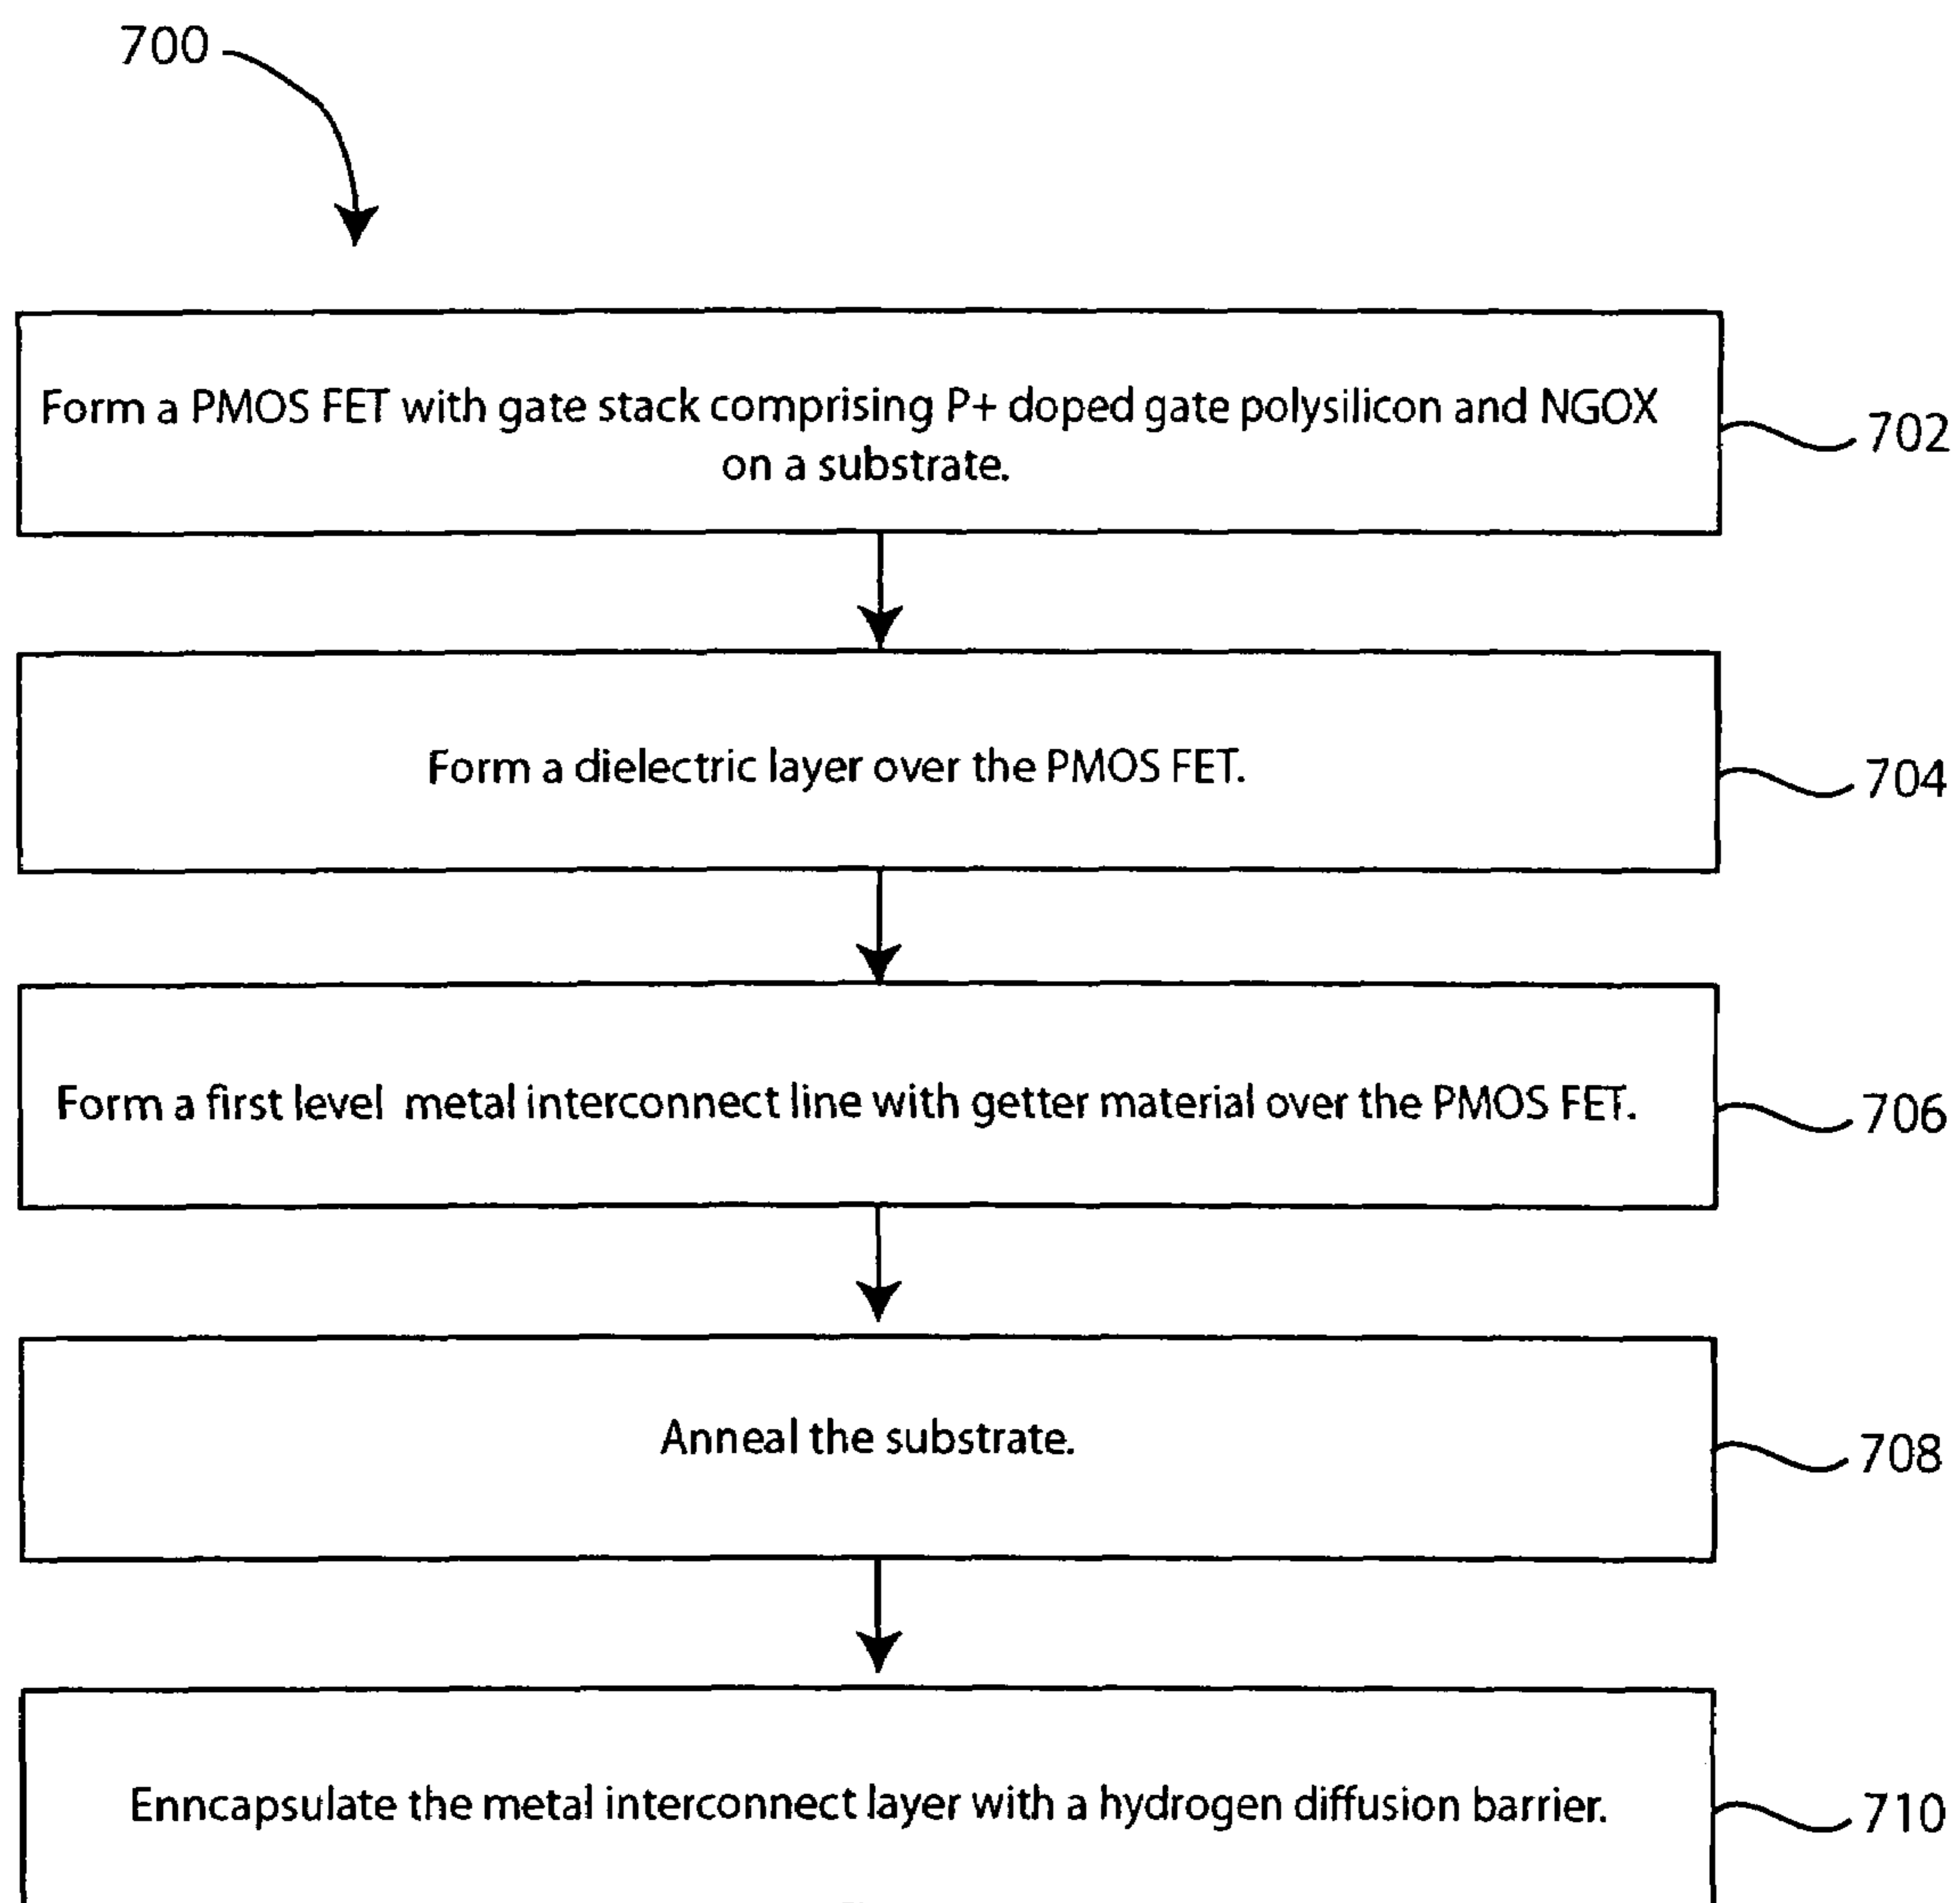 700
Form a PMOS FET with gate stack comprising P+ doped gate polysilicon and NGOX
on a substrate.
702
Form a dielectric layer over the PMOS FET.
704
Form a first level metal interconnect line with getter material over the PMOS FET.
706
Anneal the substrate.
708
Enncapsulate the metal interconnect layer with a hydrogen diffusion barrier.
710